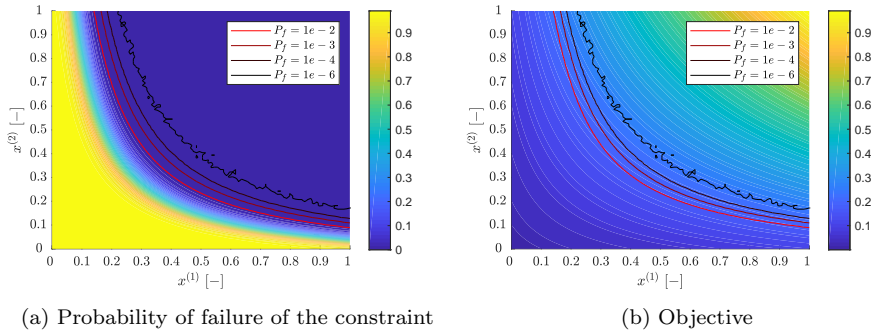 1
0.9
0.8
0.7
0.6
0.5
0.4
0.3
0.2
0.1
0
x^{(2)} [−]
0 0.1 0.2 0.3 0.4 0.5 0.6 0.7 0.8 0.9 1
x^{(1)} [−]
P_f = 1e − 2
P_f = 1e − 3
P_f = 1e − 4
P_f = 1e − 6
0.9
0.8
0.7
0.6
0.5
0.4
0.3
0.2
0.1
0
(a) Probability of failure of the constraint
1
0.9
0.8
0.7
0.6
0.5
0.4
0.3
0.2
0.1
0
x^{(2)} [−]
0 0.1 0.2 0.3 0.4 0.5 0.6 0.7 0.8 0.9 1
x^{(1)} [−]
P_f = 1e − 2
P_f = 1e − 3
P_f = 1e − 4
P_f = 1e − 6
0.9
0.8
0.7
0.6
0.5
0.4
0.3
0.2
0.1
(b) Objective